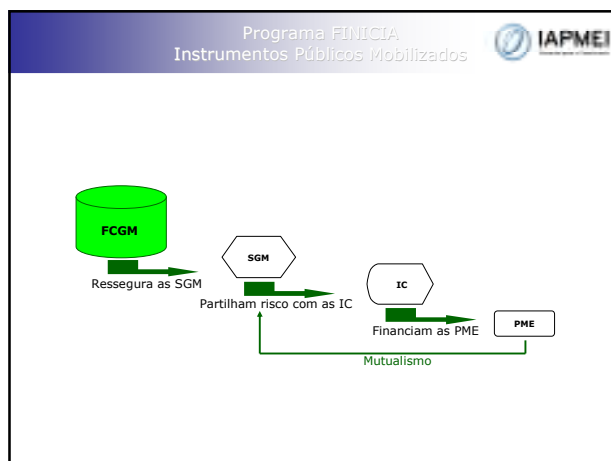 Programa FINICIA
Instrumentos Públicos Mobilizados
IAPMEI
FCGM
Ressegura as SGM
SGM
Partilham risco com as IC
IC
Financiam as PME
PME
Mutualismo